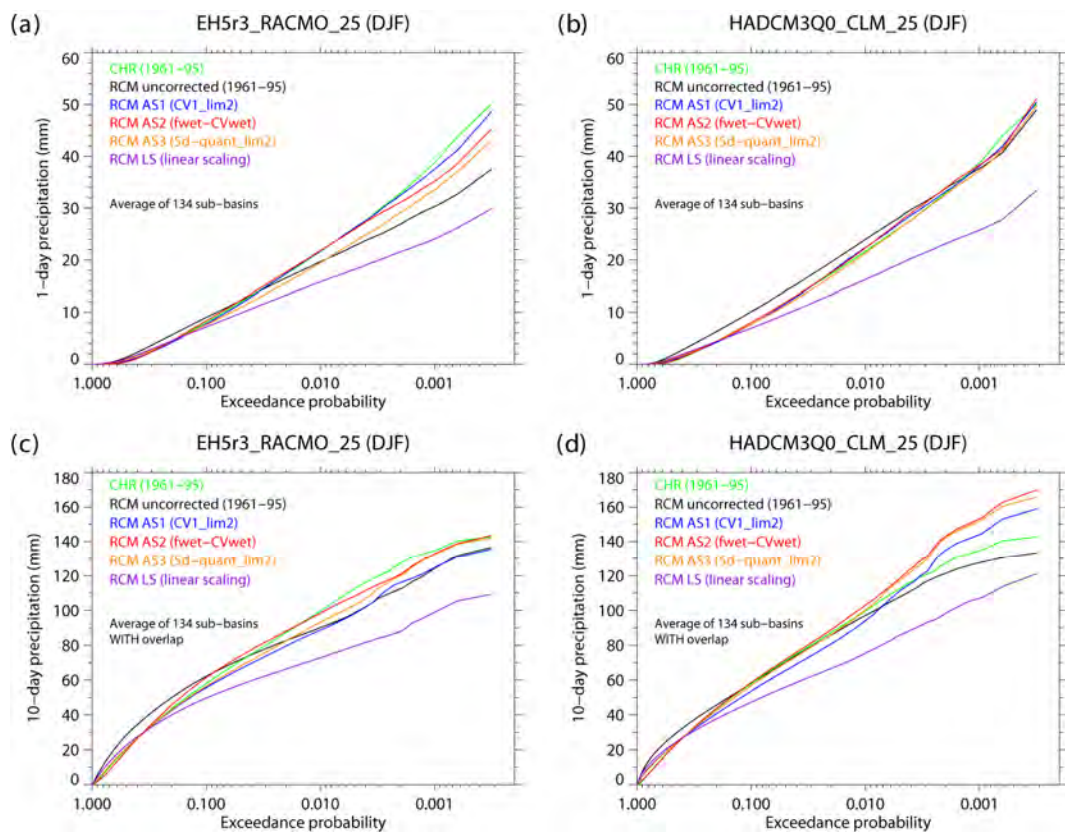 (a)
EH5r3_RACMO_25 (DJF)
1-day precipitation (mm)
60
50
40
30
20
10
0
CHR (1961-95)
RCM uncorrected (1961-95)
RCM AS1 (CV1_lim2)
RCM AS2 (fwet-CVwet)
RCM AS3 (5d-quant_lim2)
RCM LS (linear scaling)
Average of 134 sub-basins
1.000 0.100 0.010 0.001
Exceedance probability
(b)
HADCM3Q0_CLM_25 (DJF)
1-day precipitation (mm)
60
50
40
30
20
10
0
CHR (1961-95)
RCM uncorrected (1961-95)
RCM AS1 (CV1_lim2)
RCM AS2 (fwet-CVwet)
RCM AS3 (5d-quant_lim2)
RCM LS (linear scaling)
Average of 134 sub-basins
1.000 0.100 0.010 0.001
Exceedance probability
(c)
EH5r3_RACMO_25 (DJF)
10-day precipitation (mm)
180
160
140
120
100
80
60
40
20
0
CHR (1961-95)
RCM uncorrected (1961-95)
RCM AS1 (CV1_lim2)
RCM AS2 (fwet-CVwet)
RCM AS3 (5d-quant_lim2)
RCM LS (linear scaling)
Average of 134 sub-basins
WITH overlap
1.000 0.100 0.010 0.001
Exceedance probability
(d)
HADCM3Q0_CLM_25 (DJF)
10-day precipitation (mm)
180
160
140
120
100
80
60
40
20
0
CHR (1961-95)
RCM uncorrected (1961-95)
RCM AS1 (CV1_lim2)
RCM AS2 (fwet-CVwet)
RCM AS3 (5d-quant_lim2)
RCM LS (linear scaling)
Average of 134 sub-basins
WITH overlap
1.000 0.100 0.010 0.001
Exceedance probability